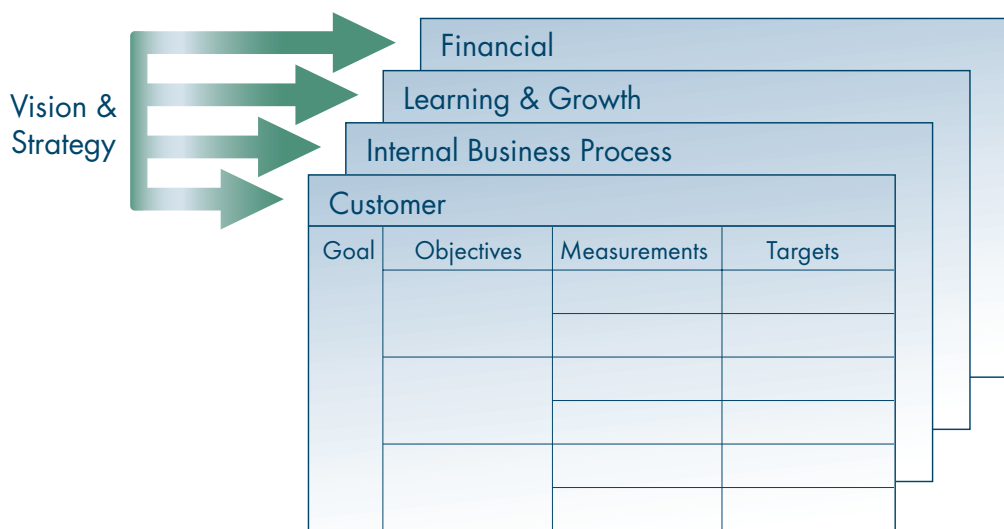 Financial
Learning & Growth
Vision &
Strategy
Internal Business Process
Customer
Goal Objectives Measurements Targets